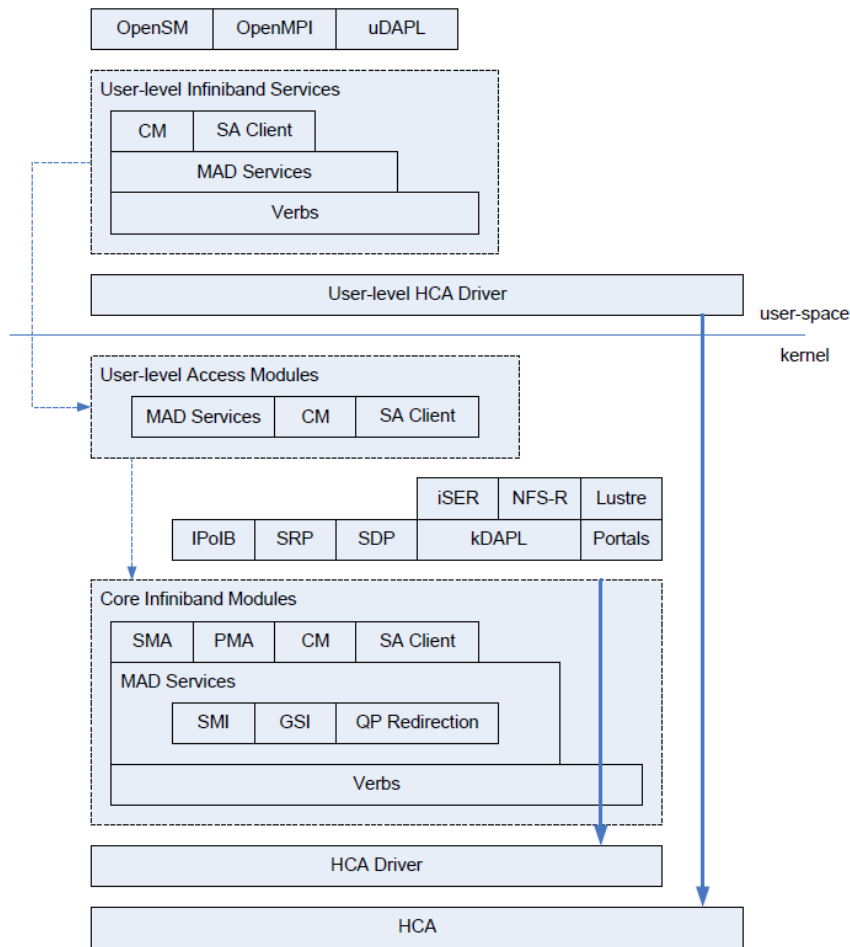 OpenSM OpenMPI uDAPL
User-level Infiniband Services
CM SA Client
MAD Services
Verbs
User-level HCA Driver
user-space
kernel
User-level Access Modules
MAD Services CM SA Client
iSER NFS-R Lustre
IPoIB SRP SDP kDAPL Portals
Core Infiniband Modules
SMA PMA CM SA Client
MAD Services
SMI GSI QP Redirection
Verbs
HCA Driver
HCA